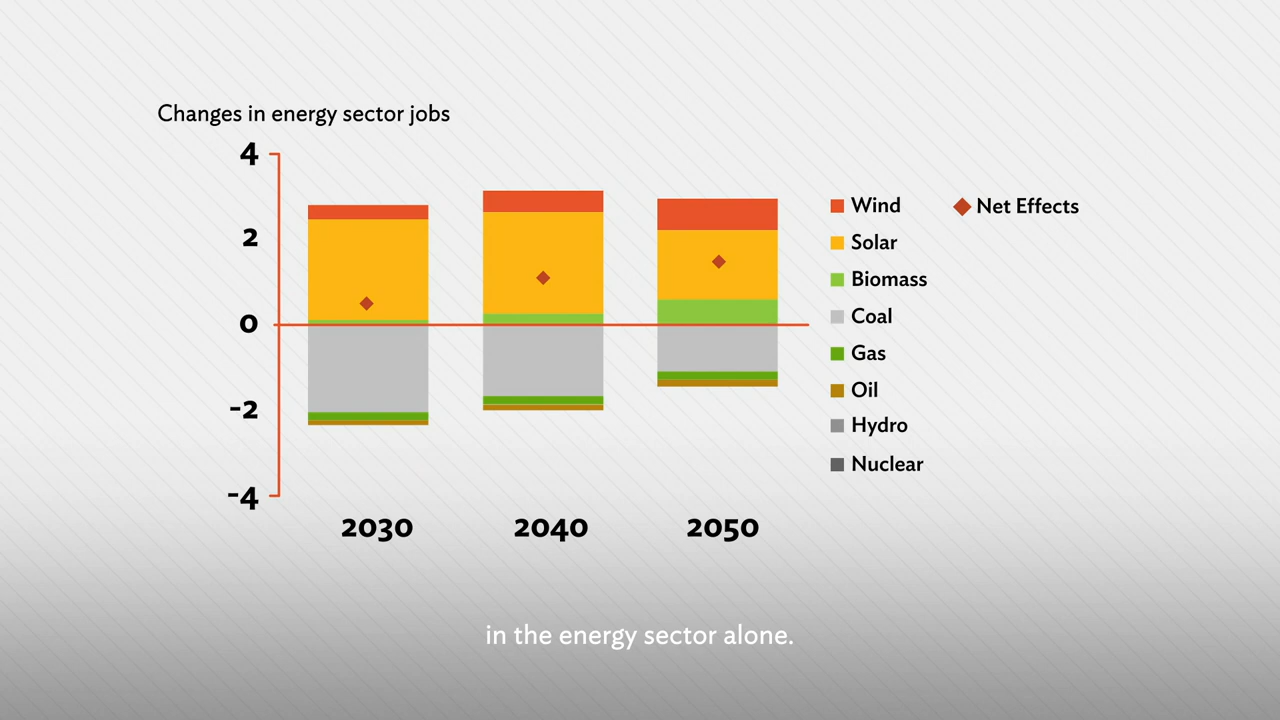 Changes in energy sector jobs
4
2
0
-2
-4
2030 2040 2050
Wind
Solar
Biomass
Coal
Gas
Oil
Hydro
Nuclear
Net Effects
in the energy sector alone.